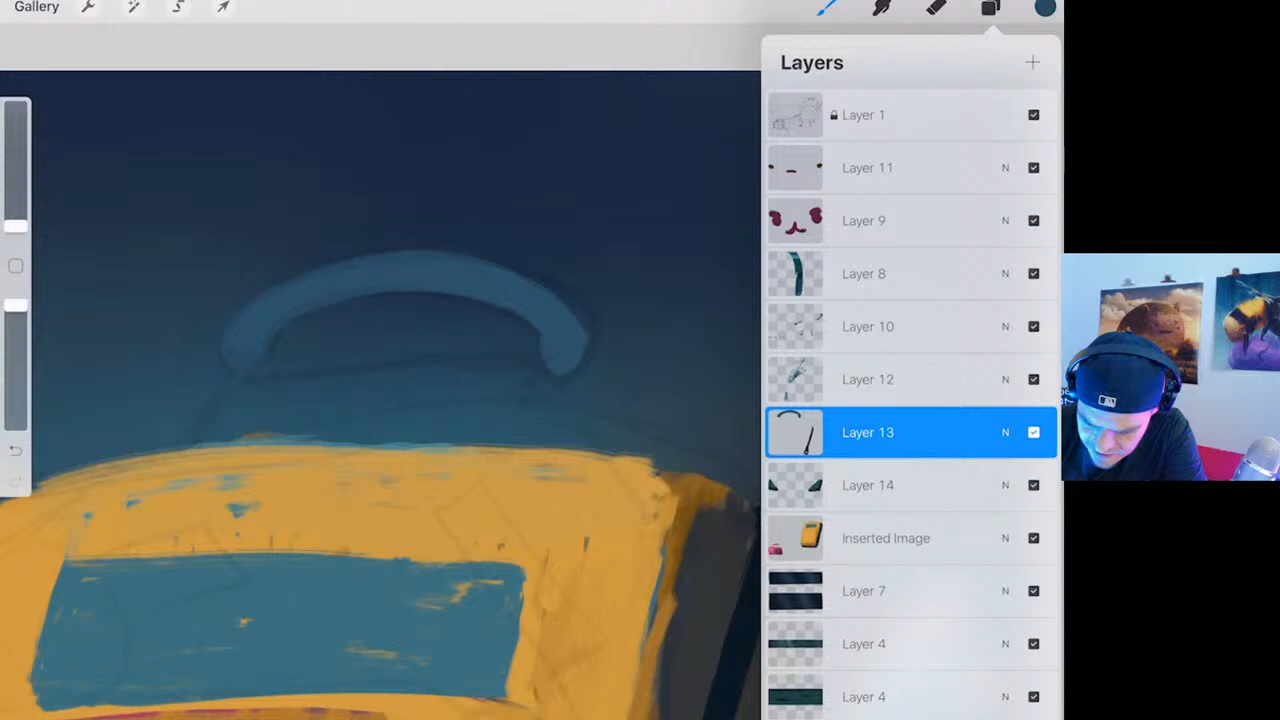 Gallery
Layers
Layer 1
Layer 11 N
Layer 9 N
Layer 8 N
Layer 10 N
Layer 12 N
Layer 13 N
Layer 14 N
Inserted Image N
Layer 7 N
Layer 4 N
Layer 4 N